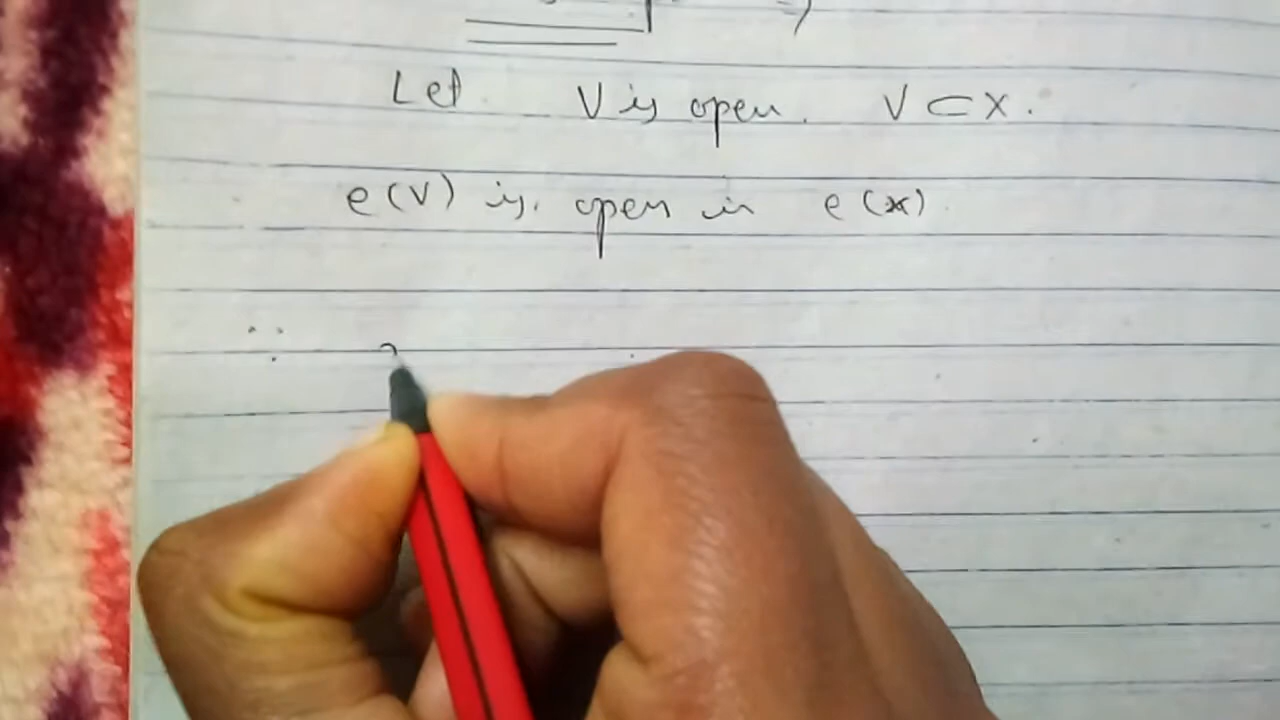 Let V is open. V ⊂ X.
e(V) is open in e(x)
∵